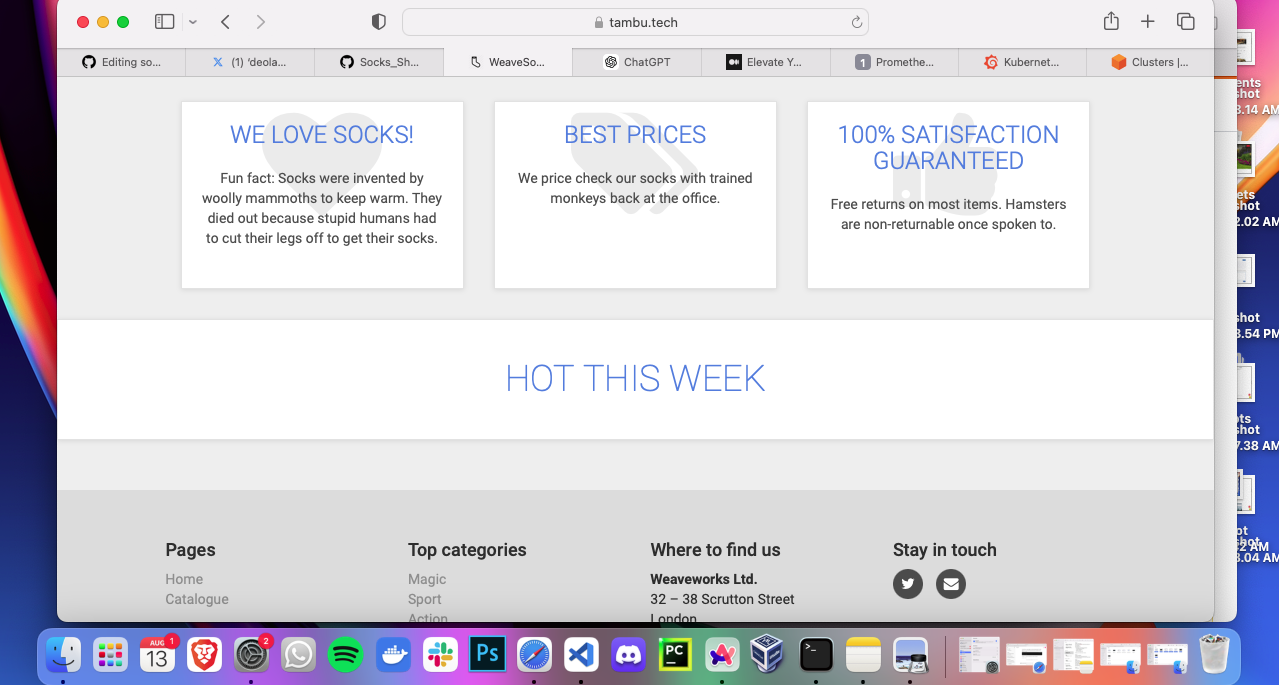 tambu.tech
Editing so...
(1) 'deola...
Socks_Sh...
WeaveSo...
ChatGPT
Elevate Y...
1 Promethe...
Kubernet...
Clusters |...
WE LOVE SOCKS!
Fun fact: Socks were invented by
woolly mammoths to keep warm. They
died out because stupid humans had
to cut their legs off to get their socks.
BEST PRICES
We price check our socks with trained
monkeys back at the office.
100% SATISFACTION
GUARANTEED
Free returns on most items. Hamsters
are non-returnable once spoken to.
HOT THIS WEEK
Pages
Home
Catalogue
Top categories
Magic
Sport
Action
Where to find us
Weaveworks Ltd.
32 – 38 Scrutton Street
London
Stay in touch
ents
shot
3.14 AM
ets
shot
2.02 AM
shot
3.54 PM
ots
shot
7.38 AM
ot
shot
2 AM
3.04 AM
AUG
13
1
2
Ps
PC
>_